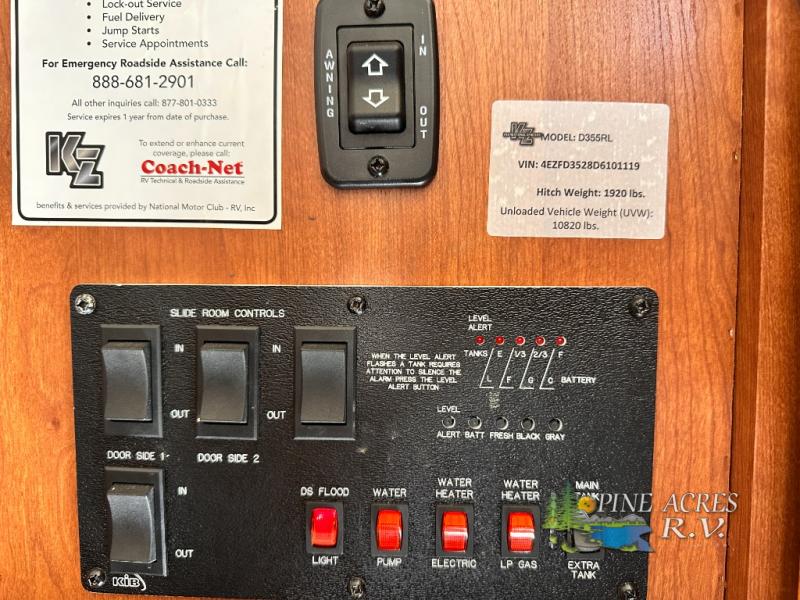 • Lock-out Service
• Fuel Delivery
• Jump Starts
• Service Appointments
For Emergency Roadside Assistance Call:
888-681-2901
All other inquiries call: 877-801-0333
Service expires 1 year from date of purchase.
KZ
To extend or enhance current
coverage, please call:
Coach-Net
RV Technical & Roadside Assistance
benefits & services provided by National Motor Club - RV, Inc
AWNING
IN
OUT
KZ
MODEL: D355RL
VIN: 4EZFD3528D6101119
Hitch Weight: 1920 lbs.
Unloaded Vehicle Weight (UVW):
10820 lbs.
SLIDE ROOM CONTROLS
IN
OUT
IN
OUT
DOOR SIDE 1
DOOR SIDE 2
IN
OUT
KIB
WHEN THE LEVEL ALERT
FLASHES A TANK REQUIRES
ATTENTION TO SILENCE THE
ALARM PRESS THE LEVEL
ALERT BUTTON
LEVEL
ALERT
TANKS E 1/3 2/3 F
L F G C BATTERY
LEVEL
ALERT BATT FRESH BLACK GRAY
DS FLOOD
LIGHT
WATER
PUMP
WATER
HEATER
ELECTRIC
WATER
HEATER
LP GAS
MAIN
TANK
EXTRA
TANK
PINE ACRES
R.V.